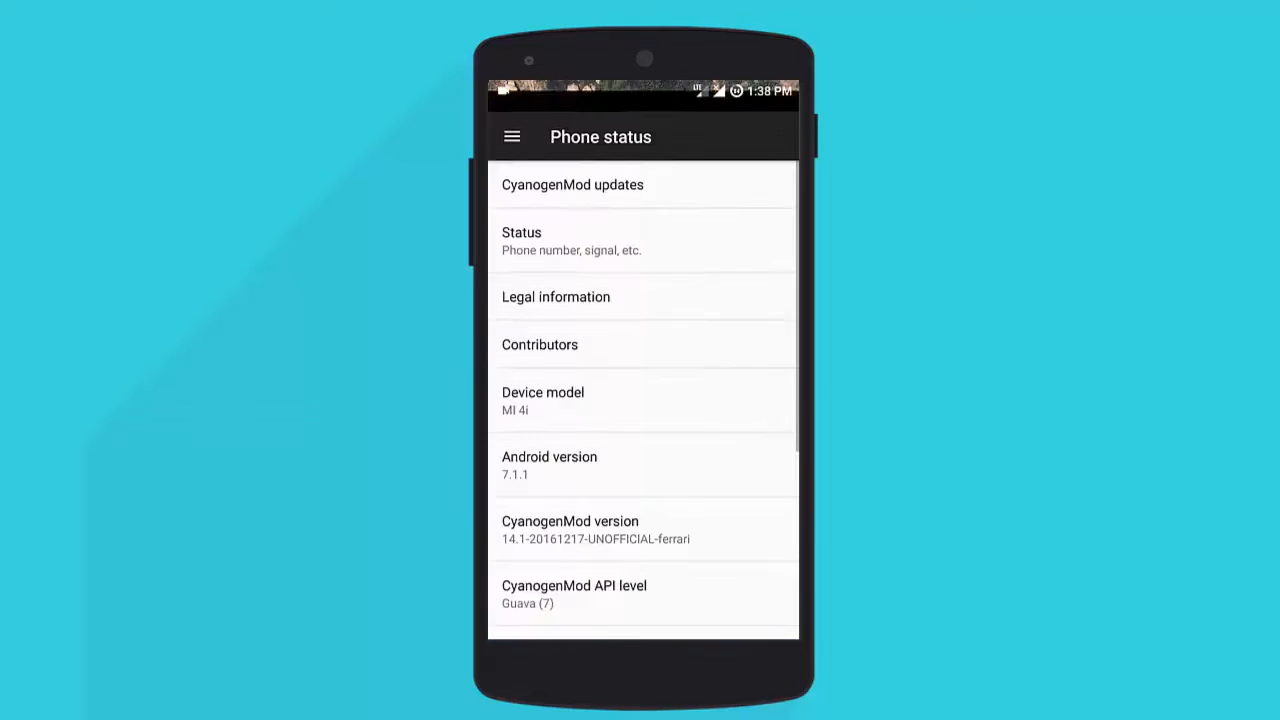 LTE 1:38 PM
Phone status
CyanogenMod updates
Status
Phone number, signal, etc.
Legal information
Contributors
Device model
MI 4i
Android version
7.1.1
CyanogenMod version
14.1-20161217-UNOFFICIAL-ferrari
CyanogenMod API level
Guava (7)